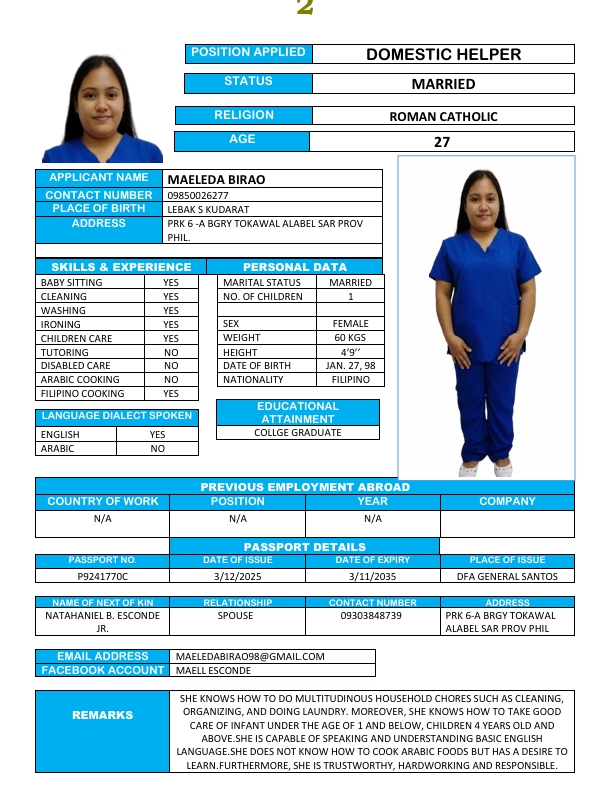 2
POSITION APPLIED DOMESTIC HELPER
STATUS MARRIED
RELIGION ROMAN CATHOLIC
AGE 27
APPLICANT NAME MAELEDA BIRAO
CONTACT NUMBER 09850026277
PLACE OF BIRTH LEBAK S KUDARAT
ADDRESS PRK 6 -A BGRY TOKAWAL ALABEL SAR PROV
PHIL.
SKILLS & EXPERIENCE PERSONAL DATA
BABY SITTING YES MARITAL STATUS MARRIED
CLEANING YES NO. OF CHILDREN 1
WASHING YES
IRONING YES SEX FEMALE
CHILDREN CARE YES WEIGHT 60 KGS
TUTORING NO HEIGHT 4'9''
DISABLED CARE NO DATE OF BIRTH JAN. 27, 98
ARABIC COOKING NO NATIONALITY FILIPINO
FILIPINO COOKING YES
EDUCATIONAL
ATTAINMENT
COLLGE GRADUATE
LANGUAGE DIALECT SPOKEN
ENGLISH YES
ARABIC NO
PREVIOUS EMPLOYMENT ABROAD
COUNTRY OF WORK POSITION YEAR COMPANY
N/A N/A N/A
PASSPORT DETAILS
PASSPORT NO. DATE OF ISSUE DATE OF EXPIRY PLACE OF ISSUE
P9241770C 3/12/2025 3/11/2035 DFA GENERAL SANTOS
NAME OF NEXT OF KIN RELATIONSHIP CONTACT NUMBER ADDRESS
NATAHANIEL B. ESCONDE SPOUSE 09303848739 PRK 6-A BRGY TOKAWAL
JR. ALABEL SAR PROV PHIL
EMAIL ADDRESS MAELEDABIRAO98@GMAIL.COM
FACEBOOK ACCOUNT MAELL ESCONDE
REMARKS
SHE KNOWS HOW TO DO MULTITUDINOUS HOUSEHOLD CHORES SUCH AS CLEANING,
ORGANIZING, AND DOING LAUNDRY. MOREOVER, SHE KNOWS HOW TO TAKE GOOD
CARE OF INFANT UNDER THE AGE OF 1 AND BELOW, CHILDREN 4 YEARS OLD AND
ABOVE.SHE IS CAPABLE OF SPEAKING AND UNDERSTANDING BASIC ENGLISH
LANGUAGE.SHE DOES NOT KNOW HOW TO COOK ARABIC FOODS BUT HAS A DESIRE TO
LEARN.FURTHERMORE, SHE IS TRUSTWORTHY, HARDWORKING AND RESPONSIBLE.